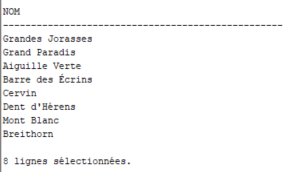 NOM
--------------------------------------------------
Grandes Jorasses
Grand Paradis
Aiguille Verte
Barre des Écrins
Cervin
Dent d'Hérens
Mont Blanc
Breithorn
8 lignes sélectionnées.